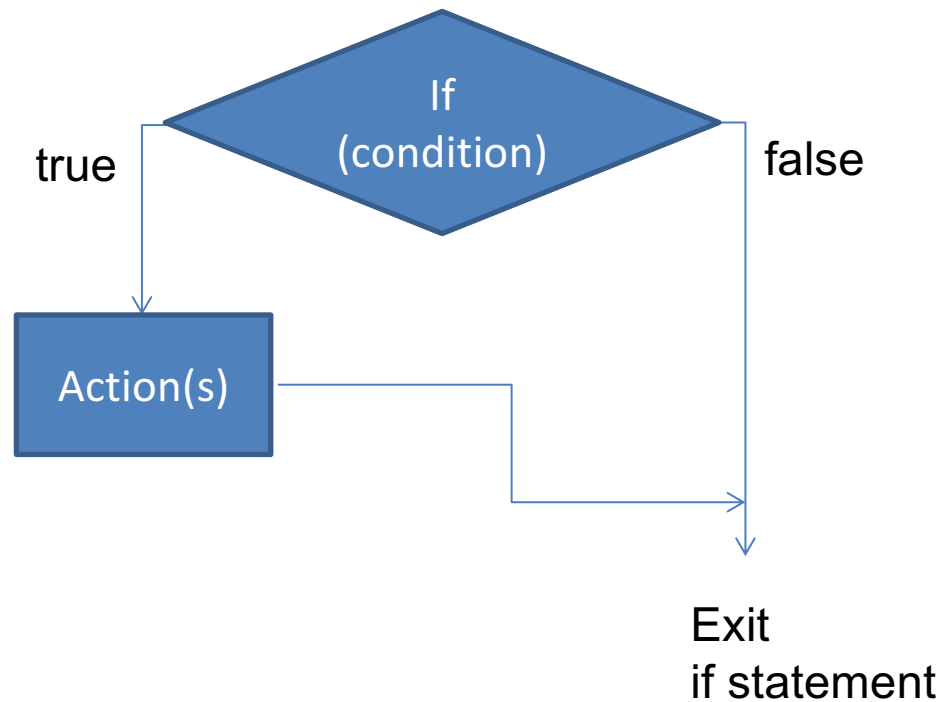 If
(condition)
true
false
Action(s)
Exit
if statement